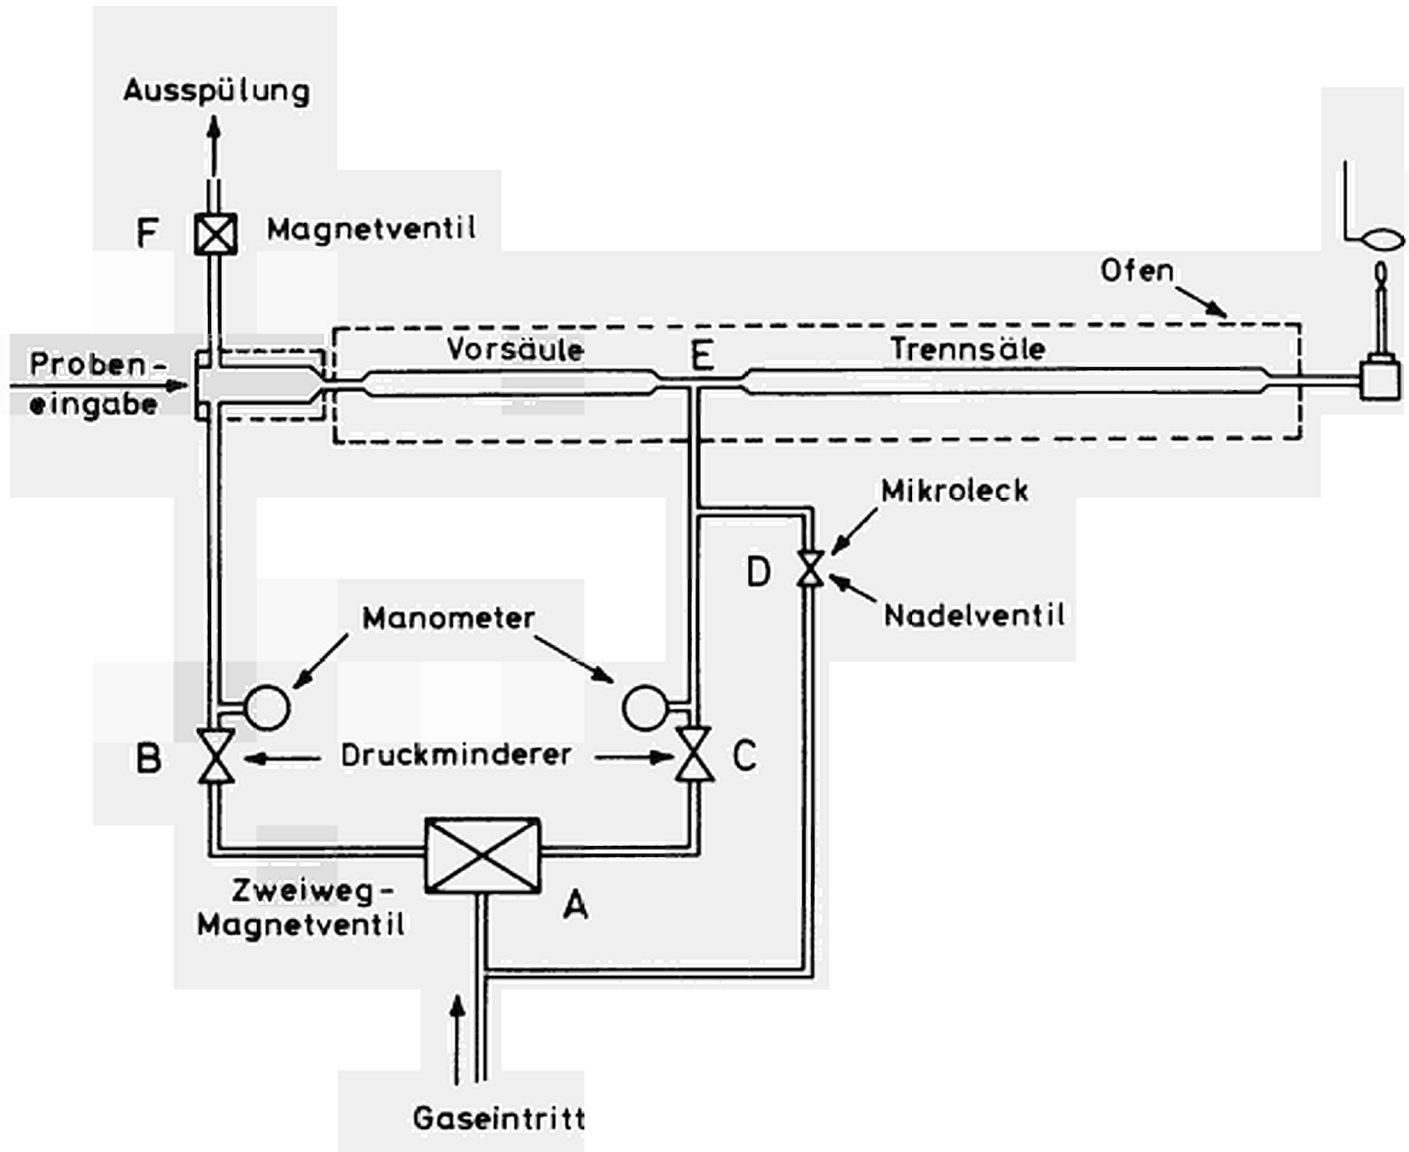 Ausspülung
F
Magnetventil
Ofen
Proben-
eingabe
Vorsäule
E
Trennsäle
Mikroleck
D
Nadelventil
Manometer
B
Druckminderer
C
Zweiweg-
Magnetventil
A
Gaseintritt